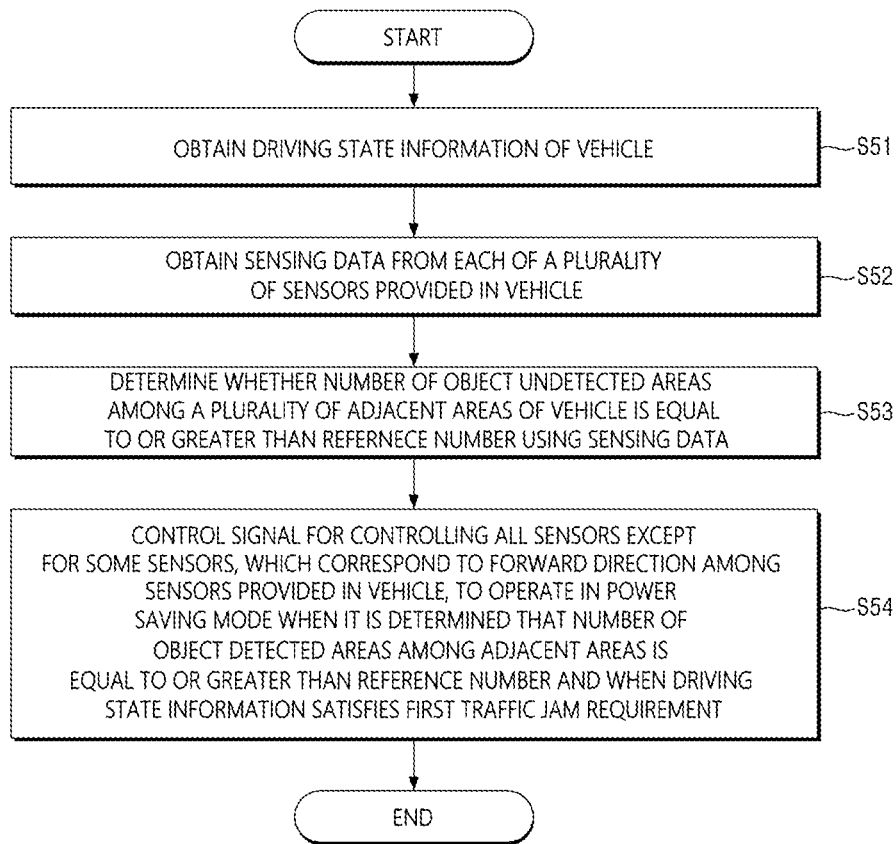 START
OBTAIN DRIVING STATE INFORMATION OF VEHICLE
S51
OBTAIN SENSING DATA FROM EACH OF A PLURALITY
OF SENSORS PROVIDED IN VEHICLE
S52
DETERMINE WHETHER NUMBER OF OBJECT UNDETECTED AREAS
AMONG A PLURALITY OF ADJACENT AREAS OF VEHICLE IS EQUAL
TO OR GREATER THAN REFERNECE NUMBER USING SENSING DATA
S53
CONTROL SIGNAL FOR CONTROLLING ALL SENSORS EXCEPT
FOR SOME SENSORS, WHICH CORRESPOND TO FORWARD DIRECTION AMONG
SENSORS PROVIDED IN VEHICLE, TO OPERATE IN POWER
SAVING MODE WHEN IT IS DETERMINED THAT NUMBER OF
OBJECT DETECTED AREAS AMONG ADJACENT AREAS IS
EQUAL TO OR GREATER THAN REFERENCE NUMBER AND WHEN DRIVING
STATE INFORMATION SATISFIES FIRST TRAFFIC JAM REQUIREMENT
S54
END